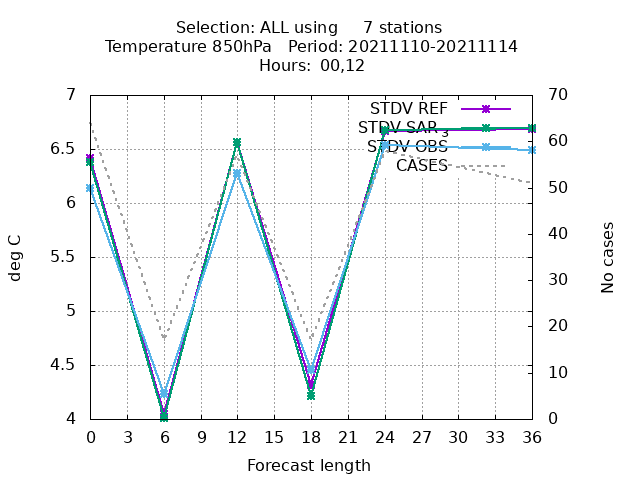 Selection: ALL using     7 stations
Temperature 850hPa   Period: 20211110-20211114
Hours:  00,12
7
6.5
6
5.5
5
4.5
4
deg C
70
60
50
40
30
20
10
0
No cases
STDV REF
STDV SAR_3
STDV OBS
CASES
0 3 6 9 12 15 18 21 24 27 30 33 36
Forecast length